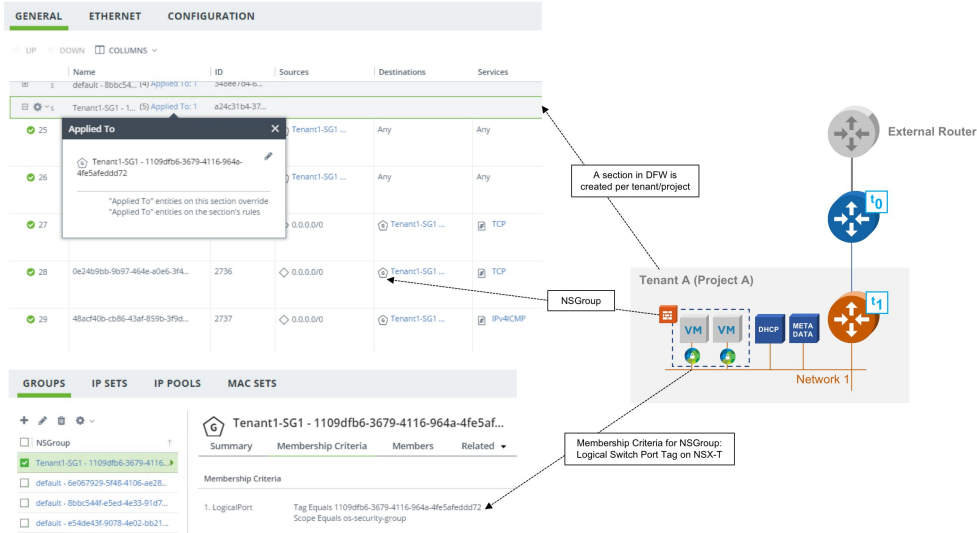 GENERAL ETHERNET CONFIGURATION
UP DOWN COLUMNS
Name ID Sources Destinations Services
s default - 8bbc54... (4) Applied To: 1 348ee7d4-6...
s Tenant1-SG1 - 1... (5) Applied To: 1 a24c31b4-37...
25 Tenant1-SG1 ... Any Any
Applied To
Tenant1-SG1 - 1109dfb6-3679-4116-964a-
4fe5afeddd72
"Applied To" entities on this section override
"Applied To" entities on the section's rules
26 Tenant1-SG1 ... Any Any
27 0.0.0.0/0 Tenant1-SG1 ... TCP
28 0e24b9bb-9b97-464e-a0e6-3f4... 2736 0.0.0.0/0 Tenant1-SG1 ... TCP
29 48acf40b-cb86-43af-859b-3f9d... 2737 0.0.0.0/0 Tenant1-SG1 ... IPv4ICMP
A section in DFW is
created per tenant/project
NSGroup
External Router
t0
Tenant A (Project A)
t1
VM VM DHCP META
DATA
Network 1
GROUPS IP SETS IP POOLS MAC SETS
NSGroup
Tenant1-SG1 - 1109dfb6-3679-4116...
default - 6e067929-5f48-4106-ae28...
default - 8bbc544f-e5ed-4e33-91d7...
default - e54de43f-9078-4e02-bb21...
G Tenant1-SG1 - 1109dfb6-3679-4116-964a-4fe5af...
Summary Membership Criteria Members Related
Membership Criteria
1. LogicalPort Tag Equals 1109dfb6-3679-4116-964a-4fe5afeddd72
Scope Equals os-security-group
Membership Criteria for NSGroup:
Logical Switch Port Tag on NSX-T